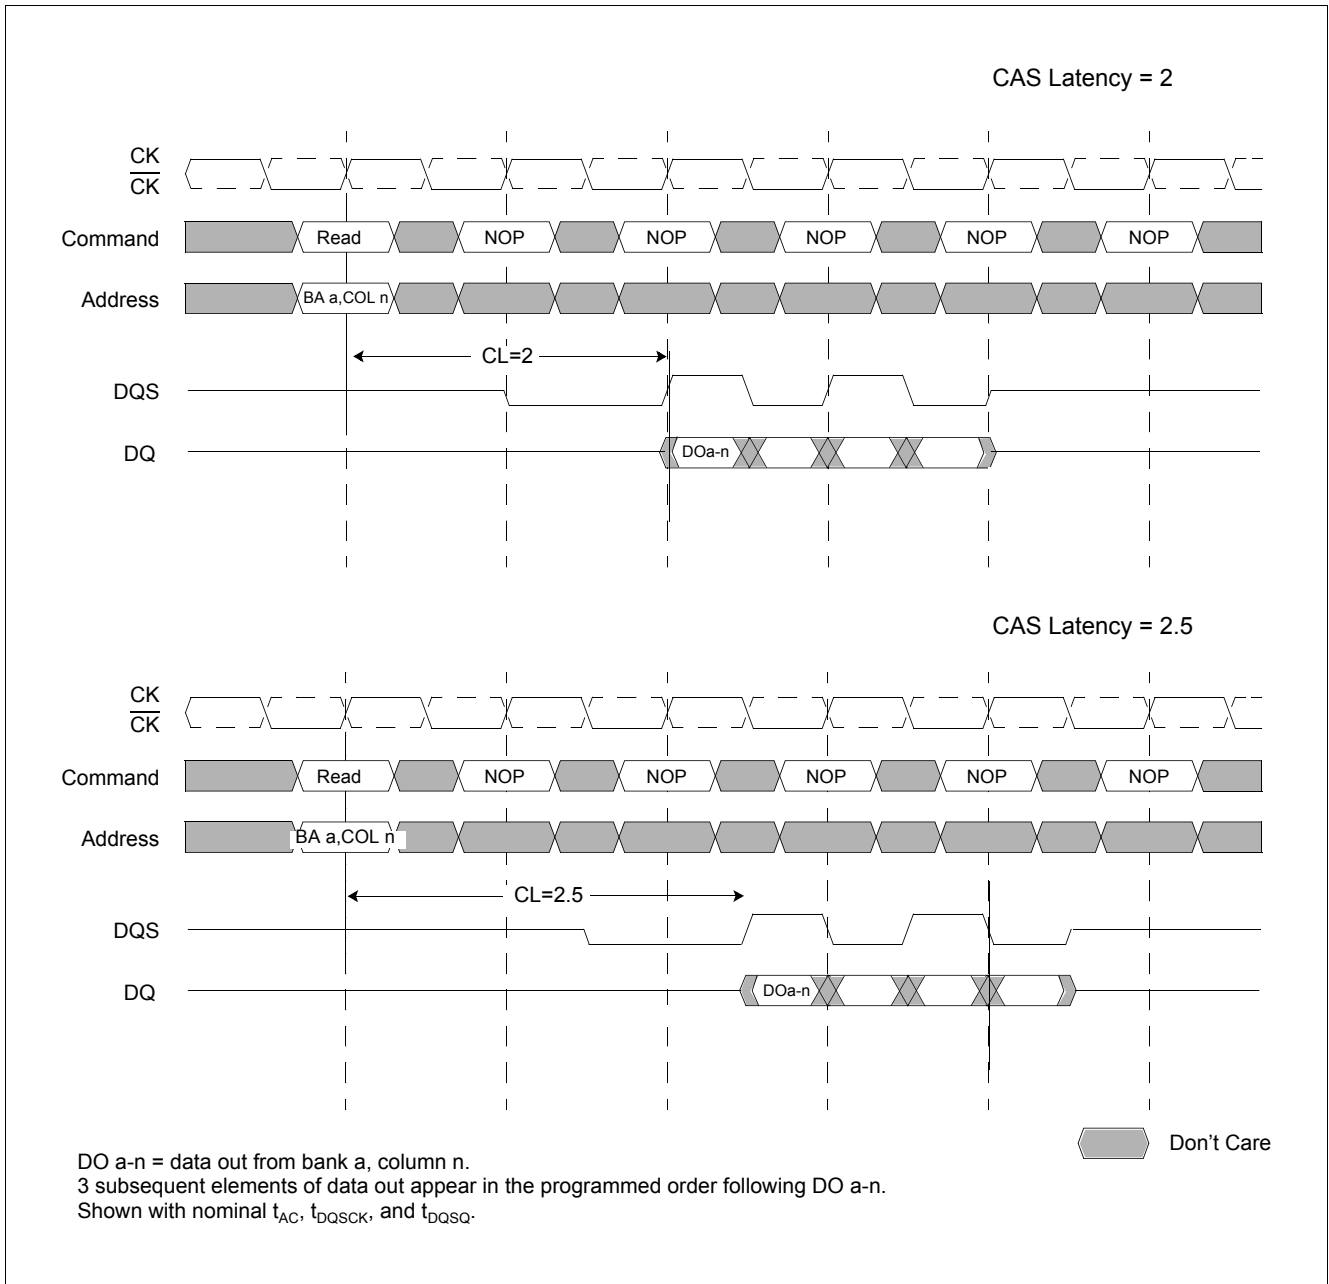 CAS Latency = 2
CK
CK
Command Read NOP NOP NOP NOP NOP
Address BA a,COL n
CL=2
DQS
DQ DOa-n
CAS Latency = 2.5
CK
CK
Command Read NOP NOP NOP NOP NOP
Address BA a,COL n
CL=2.5
DQS
DQ DOa-n
Don't Care
DO a-n = data out from bank a, column n.
3 subsequent elements of data out appear in the programmed order following DO a-n.
Shown with nominal tAC, tDQSCK, and tDQSQ.